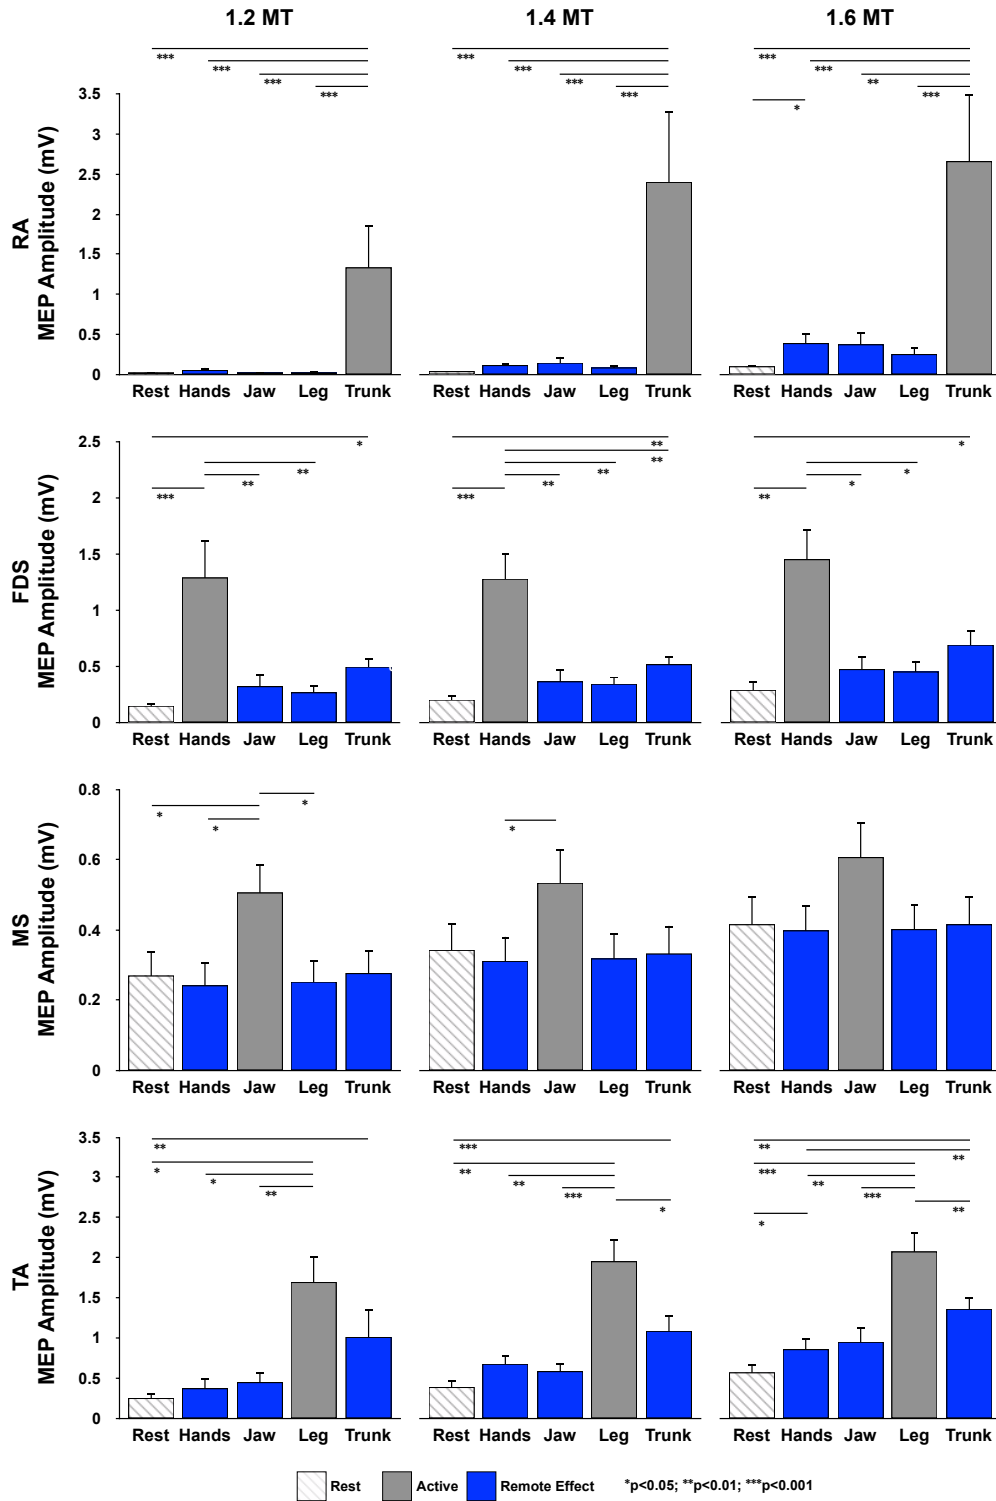 1.2 MT 1.4 MT 1.6 MT
*** *** ***
*** *** ***
*** *** **
*** *** ***
*
RA
MEP Amplitude (mV)
3.5
3
2.5
2
1.5
1
0.5
0
Rest Hands Jaw Leg Trunk Rest Hands Jaw Leg Trunk Rest Hands Jaw Leg Trunk
* ** *
**
** ** *
** ** *
*** *** **
FDS
MEP Amplitude (mV)
2.5
2
1.5
1
0.5
0
Rest Hands Jaw Leg Trunk Rest Hands Jaw Leg Trunk Rest Hands Jaw Leg Trunk
* *
* *
MS
MEP Amplitude (mV)
0.8
0.6
0.4
0.2
0
Rest Hands Jaw Leg Trunk Rest Hands Jaw Leg Trunk Rest Hands Jaw Leg Trunk
** *** **
**
* ** ***
* ** **
** *** ***
* **
*
TA
MEP Amplitude (mV)
3.5
3
2.5
2
1.5
1
0.5
0
Rest Hands Jaw Leg Trunk Rest Hands Jaw Leg Trunk Rest Hands Jaw Leg Trunk
Rest Active Remote Effect *p<0.05; **p<0.01; ***p<0.001